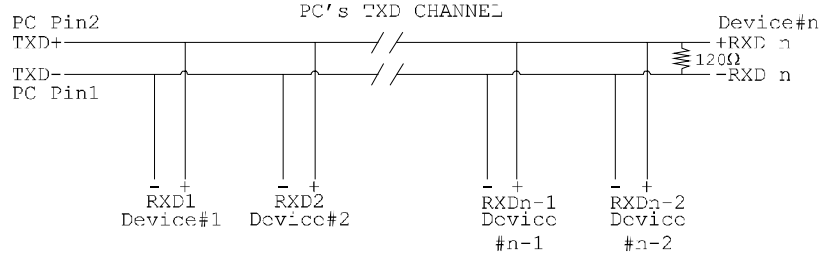 PC's TXD CHANNEL
PC Pin2
Device#n
TXD+
+RXD n
120Ω
TXD-
-RXD n
PC Pin1
- + - + - + - +
RXD1 RXD2 RXDn-1 RXDn-2
Device#1 Device#2 Device Device
#n-1 #n-2